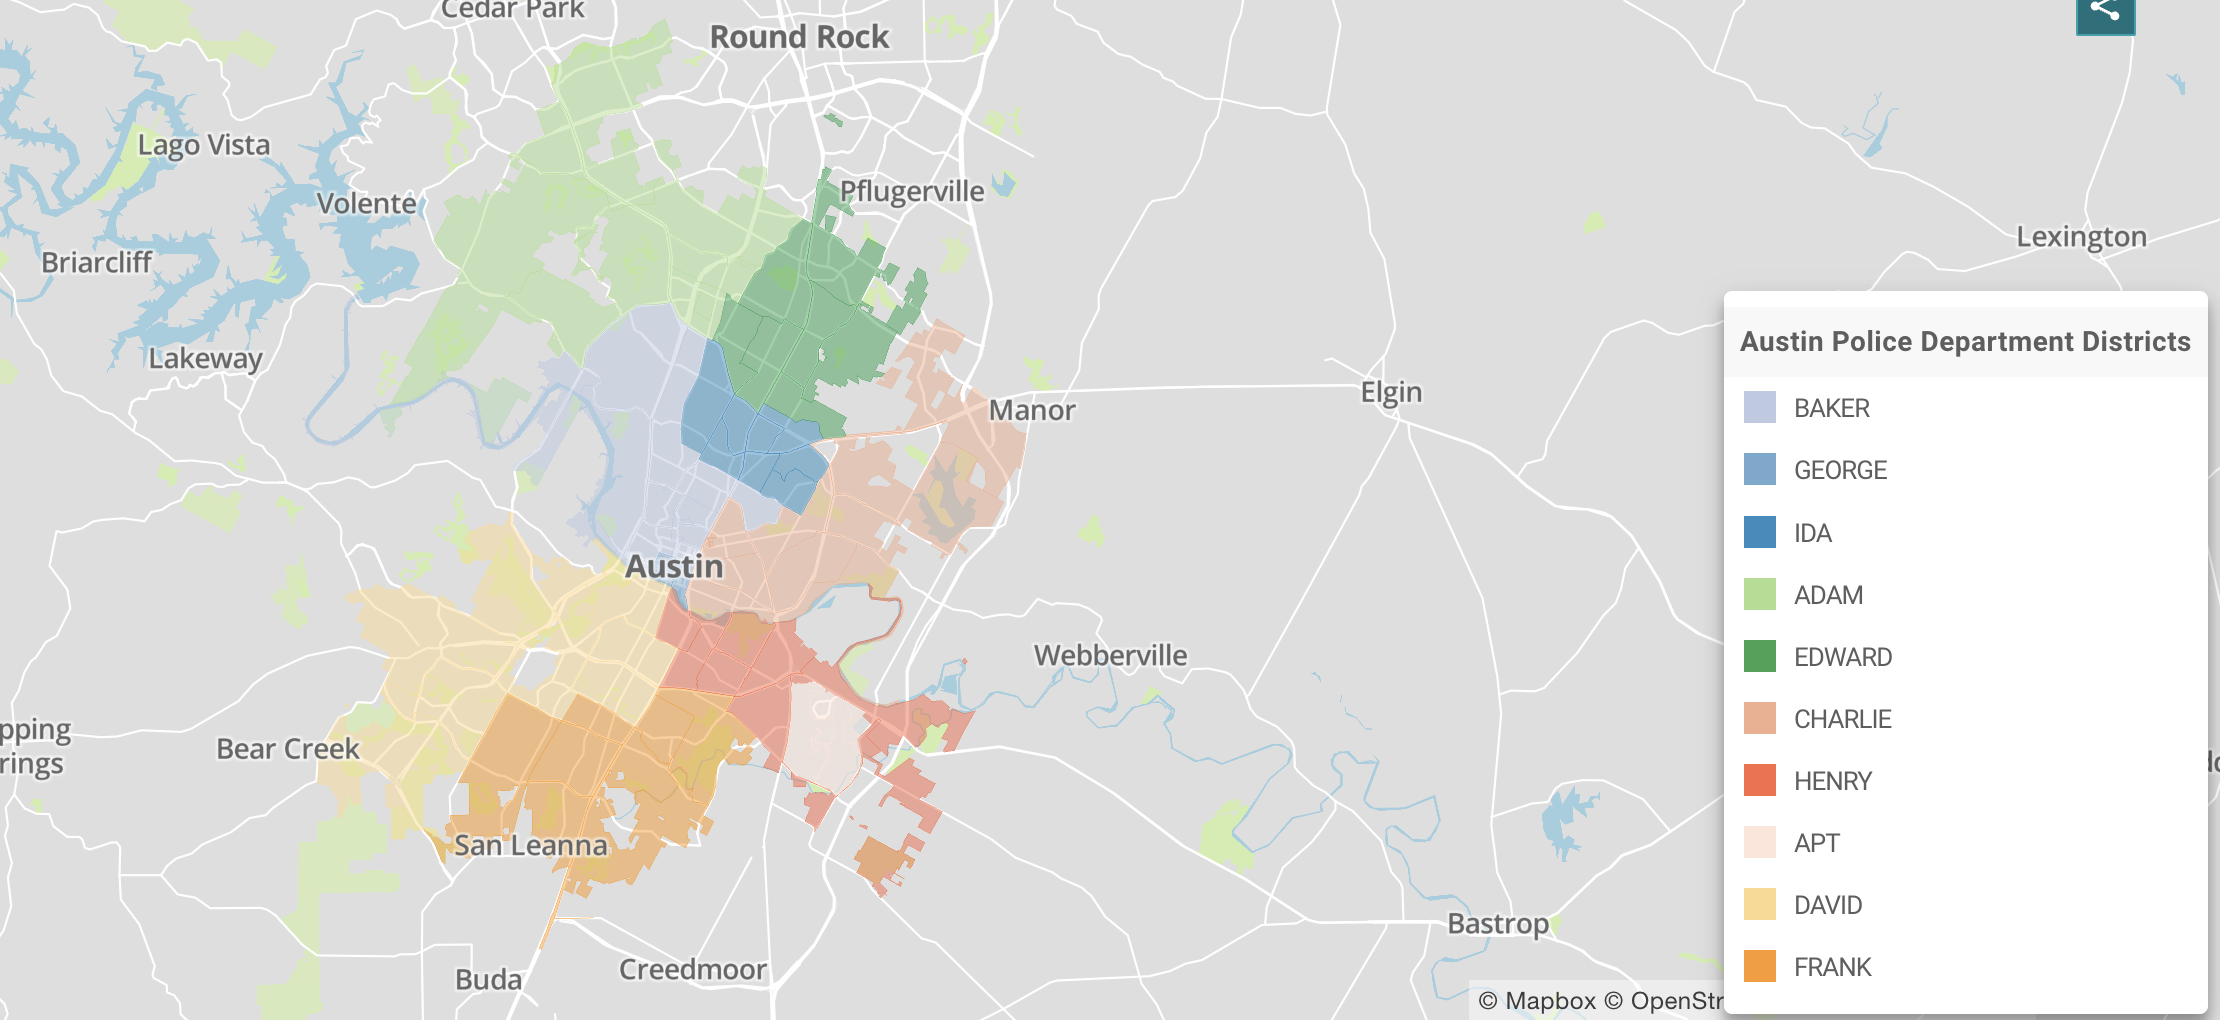 Cedar Park
Round Rock
Lago Vista
Volente
Pflugerville
Briarcliff
Lexington
Lakeway
Manor
Elgin
Austin
Webberville
pping
rings
Bear Creek
San Leanna
Bastrop
Buda
Creedmoor
© Mapbox © OpenStr
Austin Police Department Districts
BAKER
GEORGE
IDA
ADAM
EDWARD
CHARLIE
HENRY
APT
DAVID
FRANK